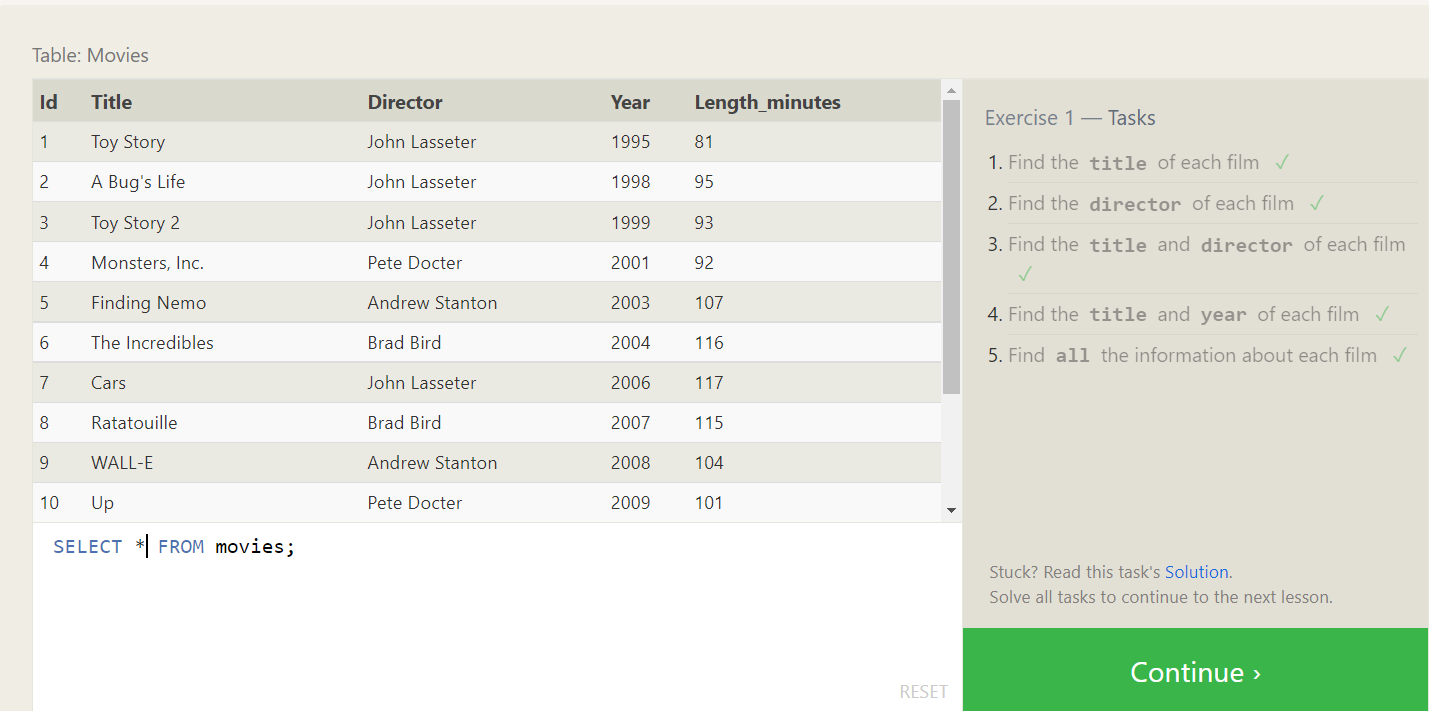 Table: Movies
Id Title Director Year Length_minutes
1 Toy Story John Lasseter 1995 81
2 A Bug's Life John Lasseter 1998 95
3 Toy Story 2 John Lasseter 1999 93
4 Monsters, Inc. Pete Docter 2001 92
5 Finding Nemo Andrew Stanton 2003 107
6 The Incredibles Brad Bird 2004 116
7 Cars John Lasseter 2006 117
8 Ratatouille Brad Bird 2007 115
9 WALL-E Andrew Stanton 2008 104
10 Up Pete Docter 2009 101
SELECT * FROM movies;
RESET
Exercise 1 — Tasks
1. Find the title of each film ✓
2. Find the director of each film ✓
3. Find the title and director of each film
✓
4. Find the title and year of each film ✓
5. Find all the information about each film ✓
Stuck? Read this task's Solution.
Solve all tasks to continue to the next lesson.
Continue ›